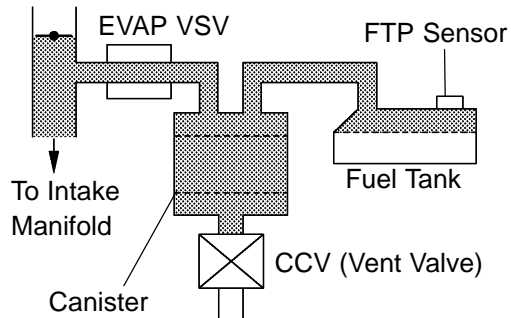 EVAP VSV
FTP Sensor
To Intake
Manifold
Fuel Tank
CCV (Vent Valve)
Canister